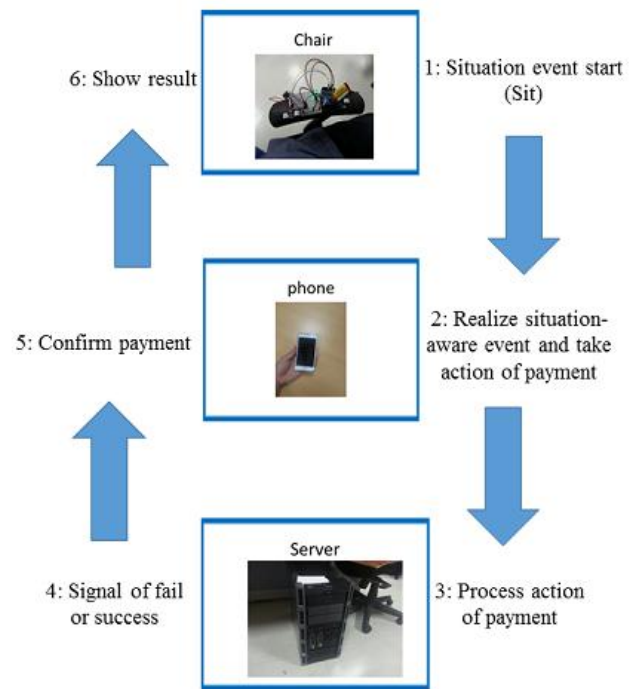 Chair
6: Show result
1: Situation event start
(Sit)
phone
5: Confirm payment
2: Realize situation-
aware event and take
action of payment
Server
4: Signal of fail
or success
3: Process action
of payment